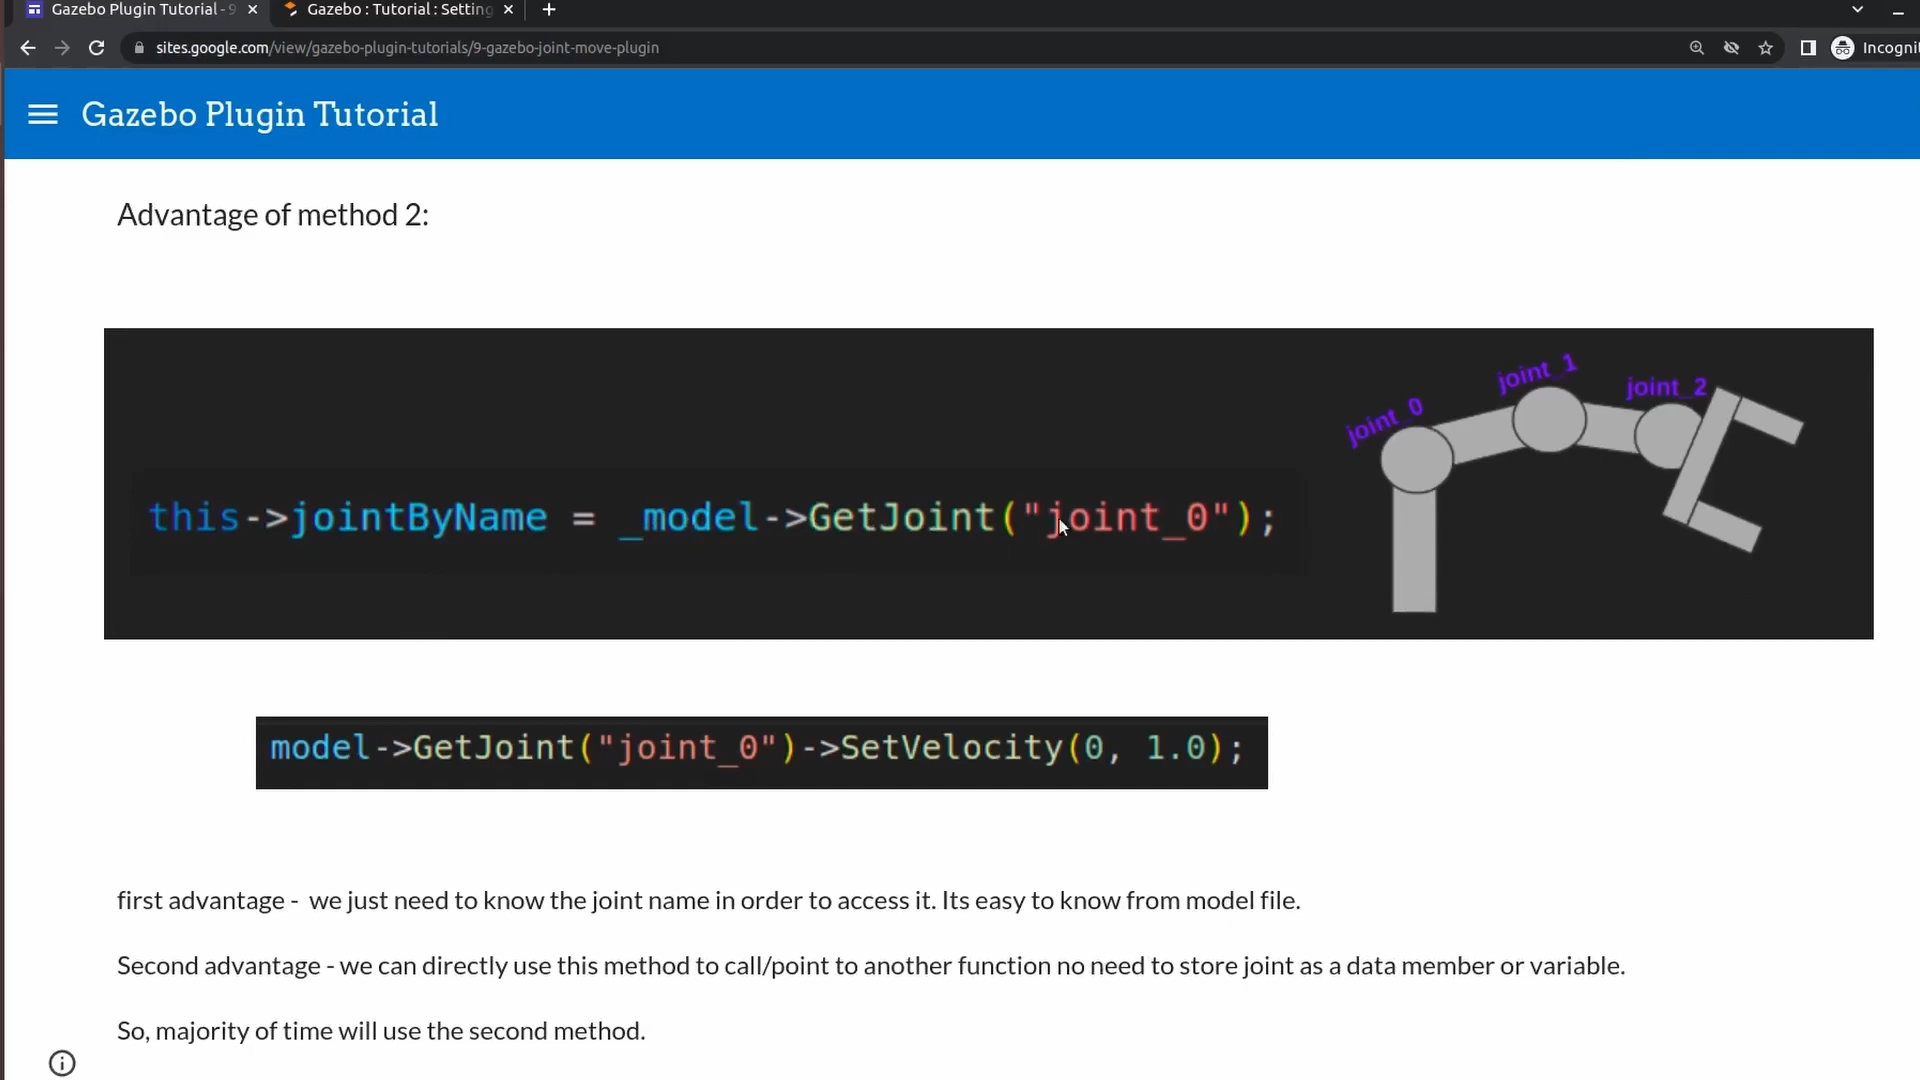 Gazebo Plugin Tutorial - 9
Gazebo : Tutorial : Setting
sites.google.com/view/gazebo-plugin-tutorials/9-gazebo-joint-move-plugin
Incogni
Gazebo Plugin Tutorial
Advantage of method 2:
joint_0
joint_1
joint_2
this->jointByName = _model->GetJoint("joint_0");
model->GetJoint("joint_0")->SetVelocity(0, 1.0);
first advantage - we just need to know the joint name in order to access it. Its easy to know from model file.
Second advantage - we can directly use this method to call/point to another function no need to store joint as a data member or variable.
So, majority of time will use the second method.